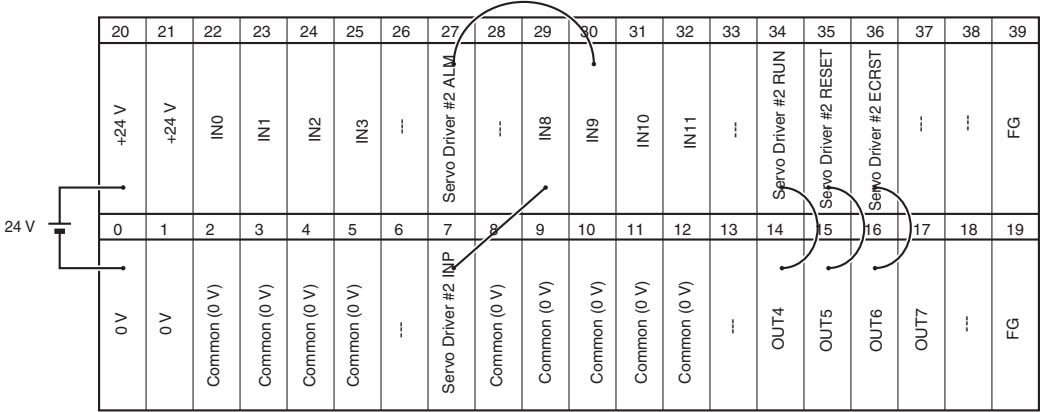 20 21 22 23 24 25 26 27 28 29 30 31 32 33 34 35 36 37 38 39
+24 V
+24 V
IN0
IN1
IN2
IN3
---
Servo Driver #2 ALM
---
IN8
IN9
IN10
IN11
---
Servo Driver #2 RUN
Servo Driver #2 RESET
Servo Driver #2 ECRST
---
---
FG
24 V
0 1 2 3 4 5 6 7 8 9 10 11 12 13 14 15 16 17 18 19
0 V
0 V
Common (0 V)
Common (0 V)
Common (0 V)
Common (0 V)
---
Servo Driver #2 INP
Common (0 V)
Common (0 V)
Common (0 V)
Common (0 V)
Common (0 V)
---
OUT4
OUT5
OUT6
OUT7
---
FG